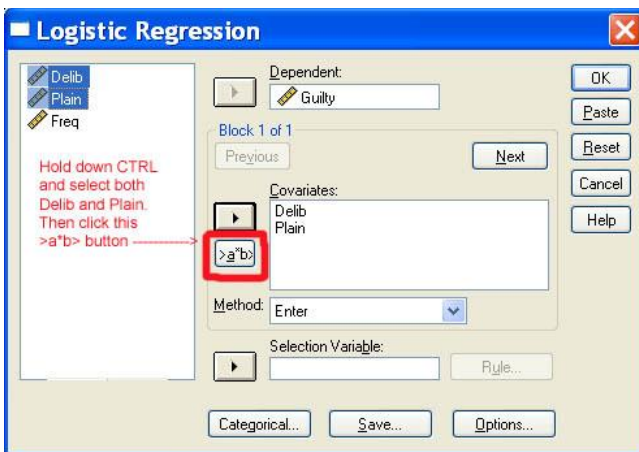 Logistic Regression
Delib
Plain
Freq
Hold down CTRL
and select both
Delib and Plain.
Then click this
>a*b> button ----------->
Dependent:
Guilty
Block 1 of 1
Previous
Next
Covariates:
Delib
Plain
>a*b>
Method:
Enter
Selection Variable:
Rule...
Categorical...
Save...
Options...
OK
Paste
Reset
Cancel
Help